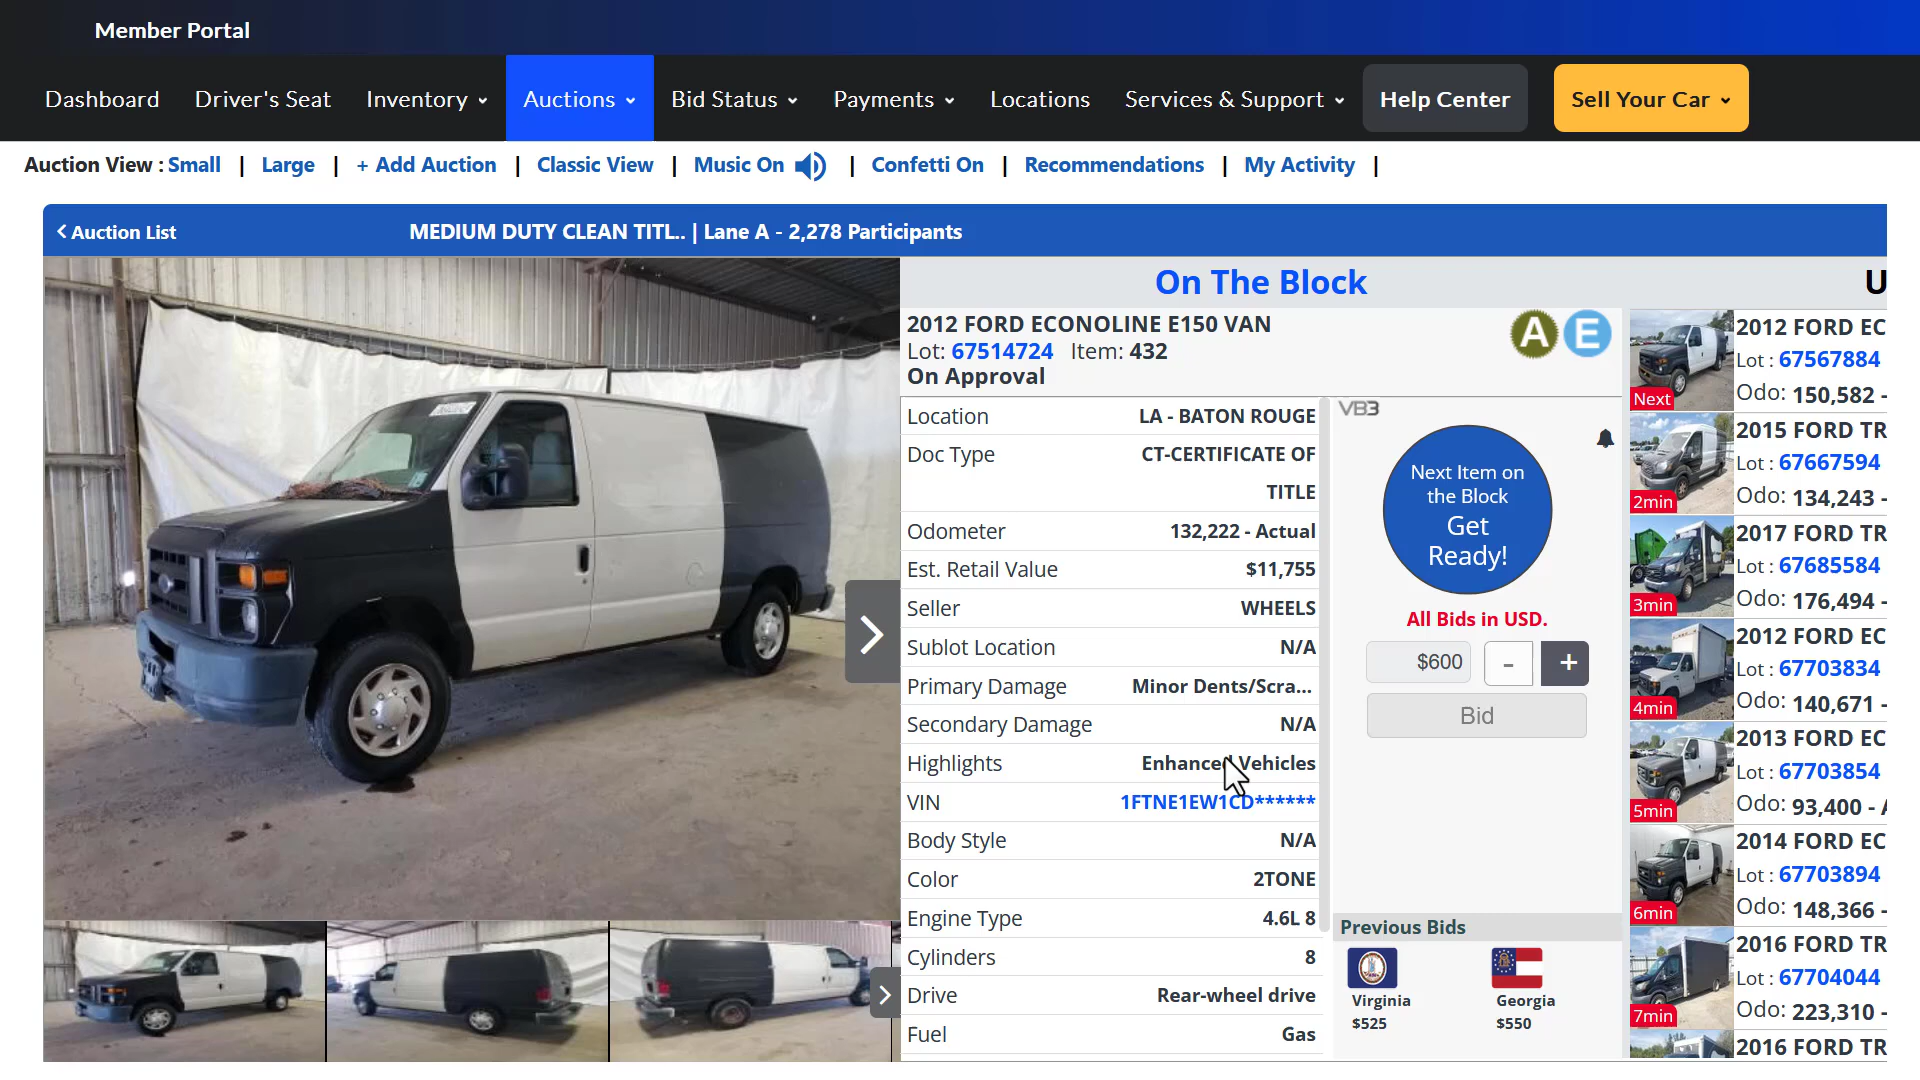 Member Portal
Dashboard Driver's Seat Inventory Auctions Bid Status Payments Locations Services & Support Help Center Sell Your Car
Auction View : Small | Large | + Add Auction | Classic View | Music On | Confetti On | Recommendations | My Activity |
Auction List
MEDIUM DUTY CLEAN TITL.. | Lane A - 2,278 Participants
On The Block
2012 FORD ECONOLINE E150 VAN
Lot: 67514724 Item: 432
On Approval
A E
Location LA - BATON ROUGE
Doc Type CT-CERTIFICATE OF
TITLE
Odometer 132,222 - Actual
Est. Retail Value $11,755
Seller WHEELS
Sublot Location N/A
Primary Damage Minor Dents/Scra...
Secondary Damage N/A
Highlights Enhanced Vehicles
VIN 1FTNE1EW1CD******
Body Style N/A
Color 2TONE
Engine Type 4.6L 8
Cylinders 8
Drive Rear-wheel drive
Fuel Gas
VB3
Next Item on
the Block
Get
Ready!
All Bids in USD.
$600 - +
Bid
Previous Bids
Virginia
$525
Georgia
$550
U
2012 FORD EC
Lot : 67567884
Odo: 150,582 -
Next
2015 FORD TR
Lot : 67667594
Odo: 134,243 -
2min
2017 FORD TR
Lot : 67685584
Odo: 176,494 -
3min
2012 FORD EC
Lot : 67703834
Odo: 140,671 -
4min
2013 FORD EC
Lot : 67703854
Odo: 93,400 - A
5min
2014 FORD EC
Lot : 67703894
Odo: 148,366 -
6min
2016 FORD TR
Lot : 67704044
Odo: 223,310 -
7min
2016 FORD TR